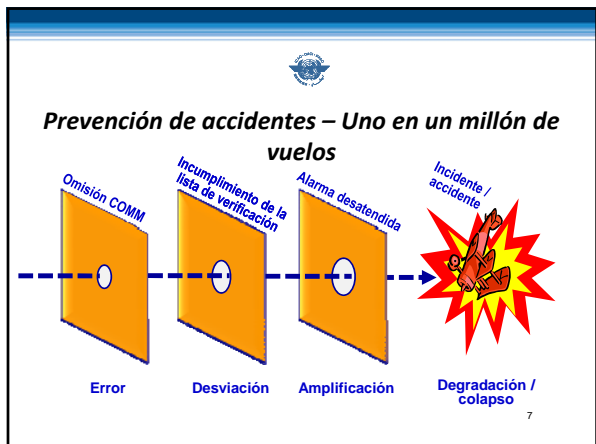 Prevención de accidentes – Uno en un millón de
vuelos
Omisión COMM
Incumplimiento de la
lista de verificación
Alarma desatendida
Incidente /
accidente
Error
Desviación
Amplificación
Degradación /
colapso
7